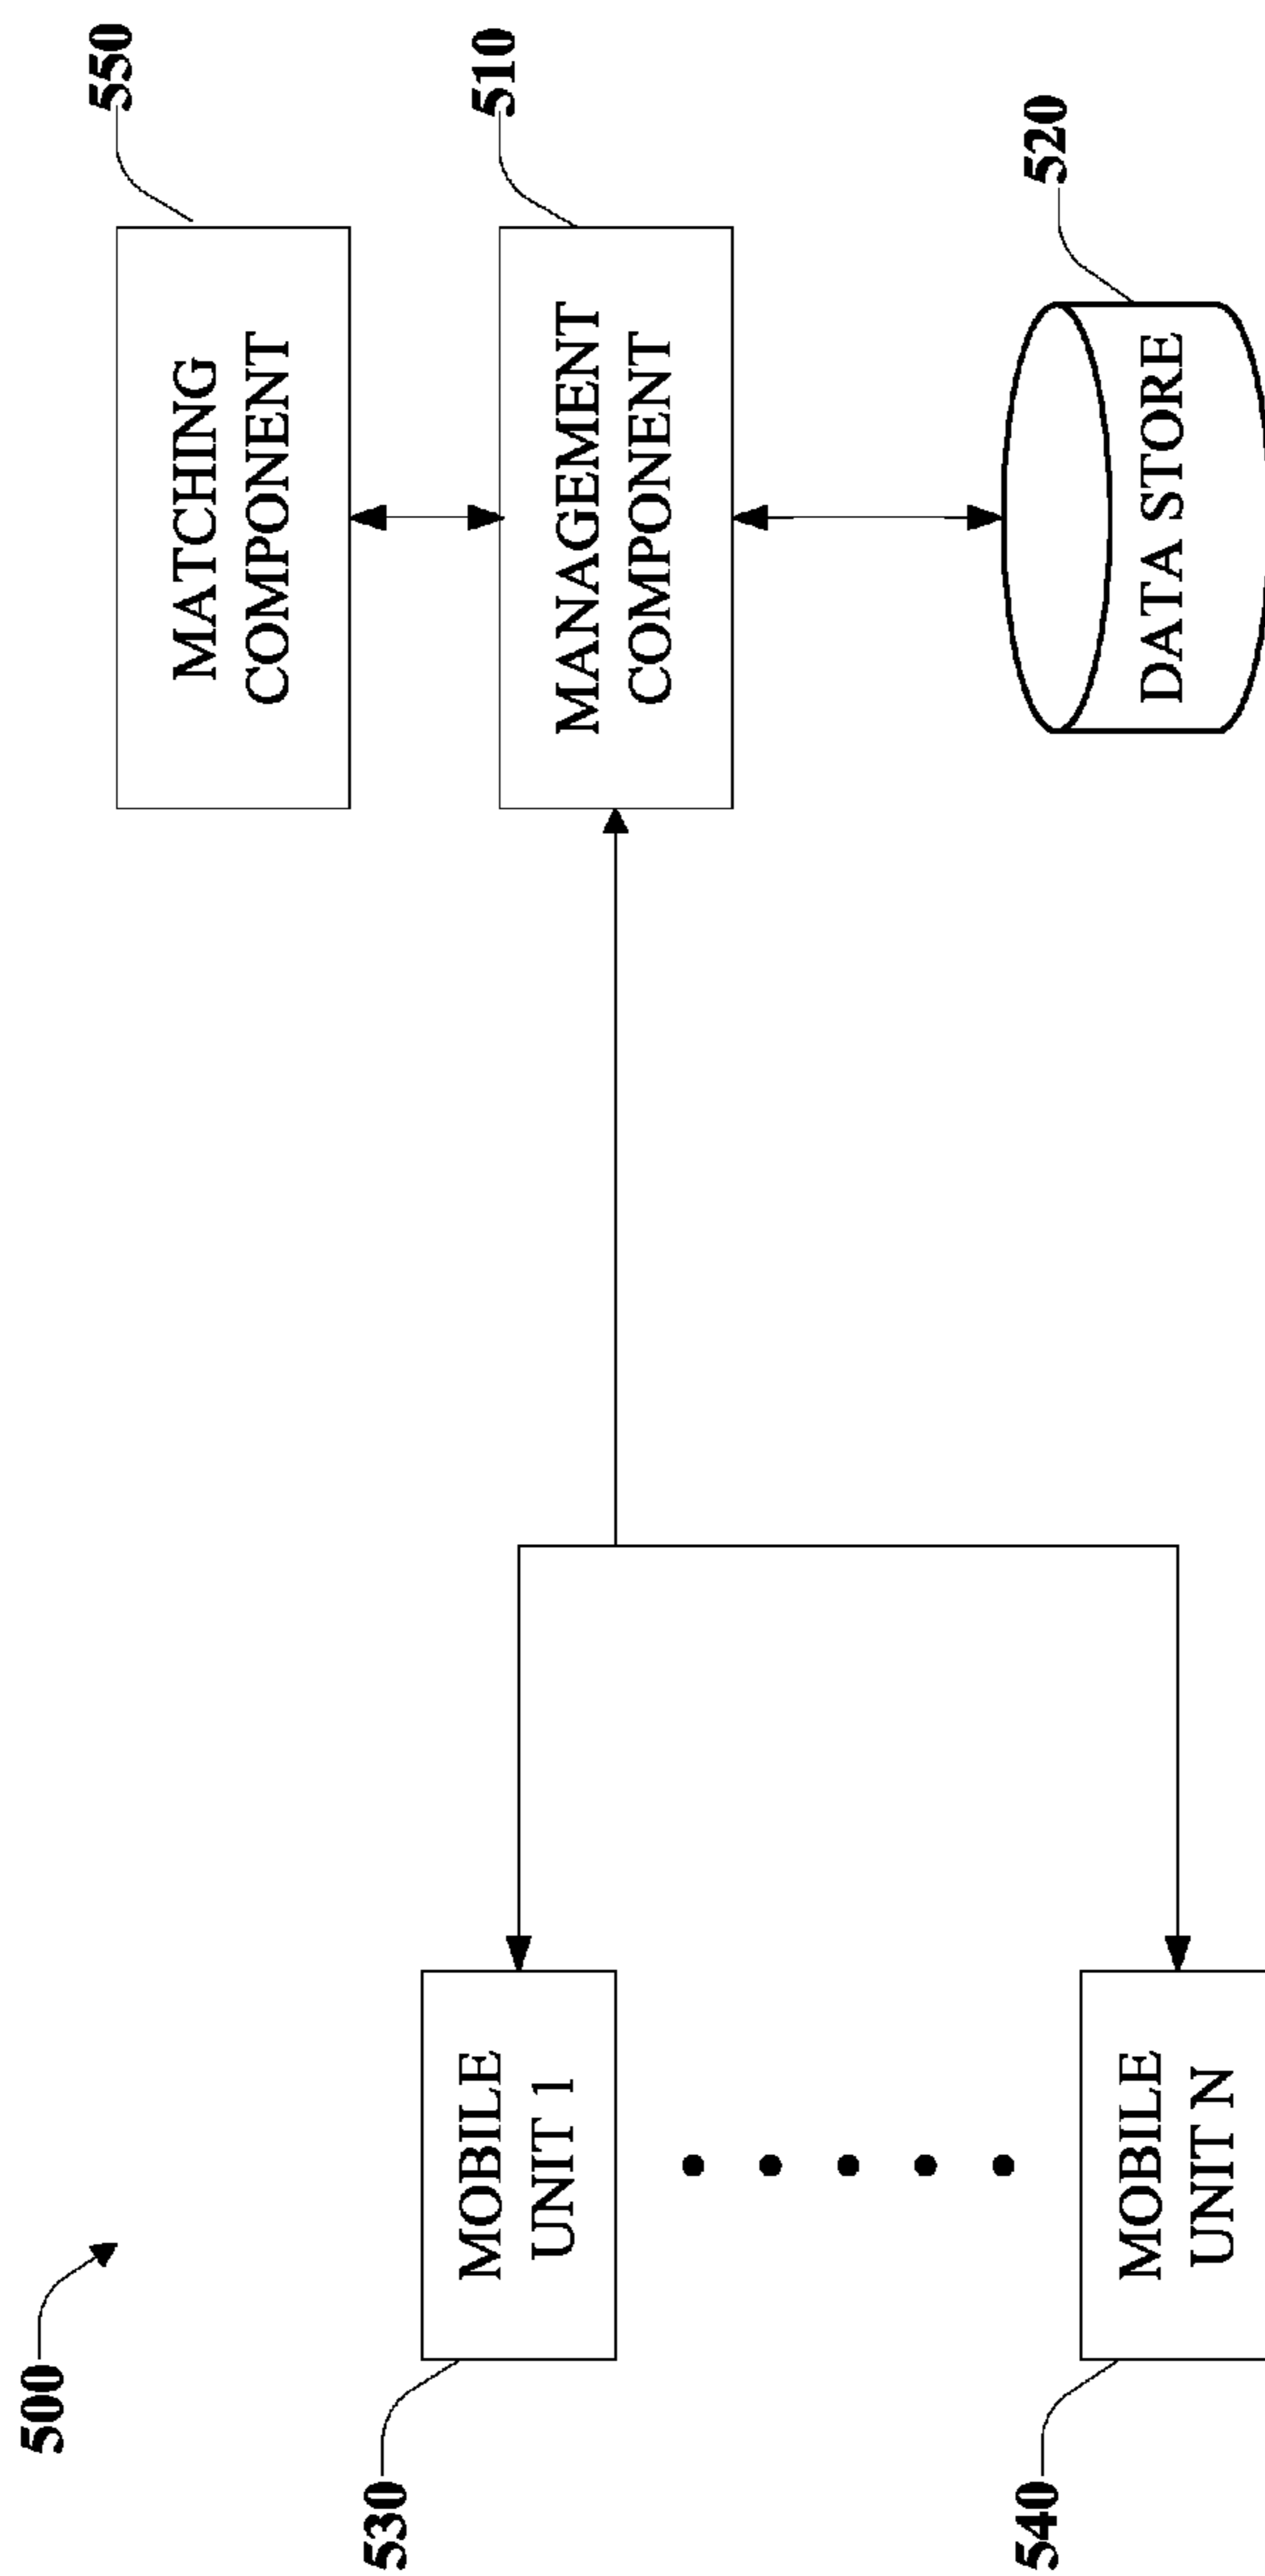 500
530
MOBILE
UNIT 1
540
MOBILE
UNIT N
550
MATCHING
COMPONENT
510
MANAGEMENT
COMPONENT
520
DATA STORE